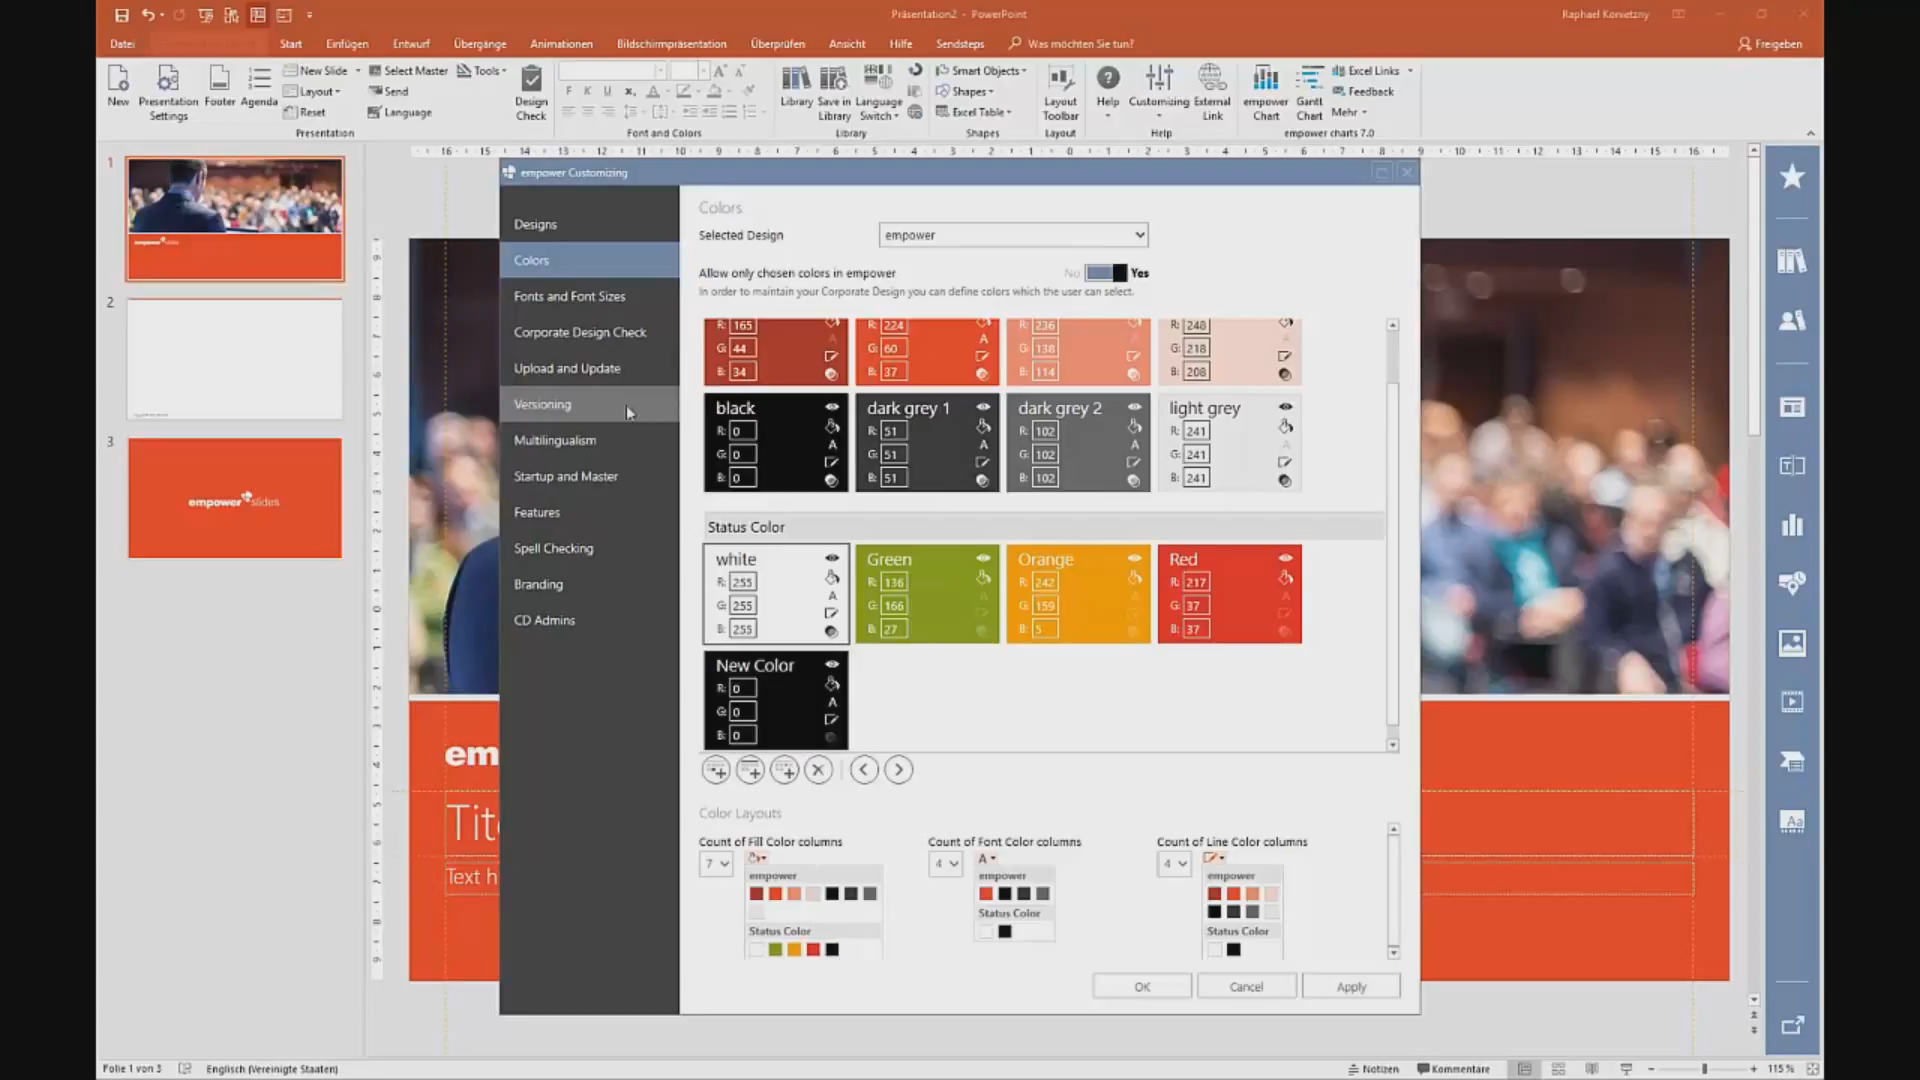 Präsentation2 - PowerPoint
Raphael Konietzny
Datei
Start
Einfügen
Entwurf
Übergänge
Animationen
Bildschirmpräsentation
Überprüfen
Ansicht
Hilfe
Sendsteps
Was möchten Sie tun?
Freigeben
New
Presentation Settings
Footer
Agenda
New Slide
Layout
Reset
Select Master
Send
Language
Tools
Design Check
Presentation
Font and Colors
Library
Save in Library
Language Switch
Library
Smart Objects
Shapes
Excel Table
Shapes
Layout Toolbar
Layout
Help
Customizing
External Link
Help
empower Chart
Gantt Chart
Excel Links
Feedback
Mehr
empower charts 7.0
1
2
3
empower slides
empower Customizing
Designs
Colors
Fonts and Font Sizes
Corporate Design Check
Upload and Update
Versioning
Multilingualism
Startup and Master
Features
Spell Checking
Branding
CD Admins
Colors
Selected Design
empower
Allow only chosen colors in empower
No Yes
In order to maintain your Corporate Design you can define colors which the user can select.
R: 165 R: 224 R: 236 R: 248
G: 44 G: 60 G: 138 G: 218
B: 34 B: 37 B: 114 B: 208
black dark grey 1 dark grey 2 light grey
R: 0 R: 51 R: 102 R: 241
G: 0 G: 51 G: 102 G: 241
B: 0 B: 51 B: 102 B: 241
Status Color
white Green Orange Red
R: 255 R: 136 R: 242 R: 217
G: 255 G: 166 G: 159 G: 37
B: 255 B: 27 B: 5 B: 37
New Color
R: 0
G: 0
B: 0
Color Layouts
Count of Fill Color columns
7
empower
Status Color
Count of Font Color columns
4
empower
Status Color
Count of Line Color columns
4
empower
Status Color
OK
Cancel
Apply
em
Tit
Text h
Folie 1 von 3
Englisch (Vereinigte Staaten)
Notizen
Kommentare
115 %